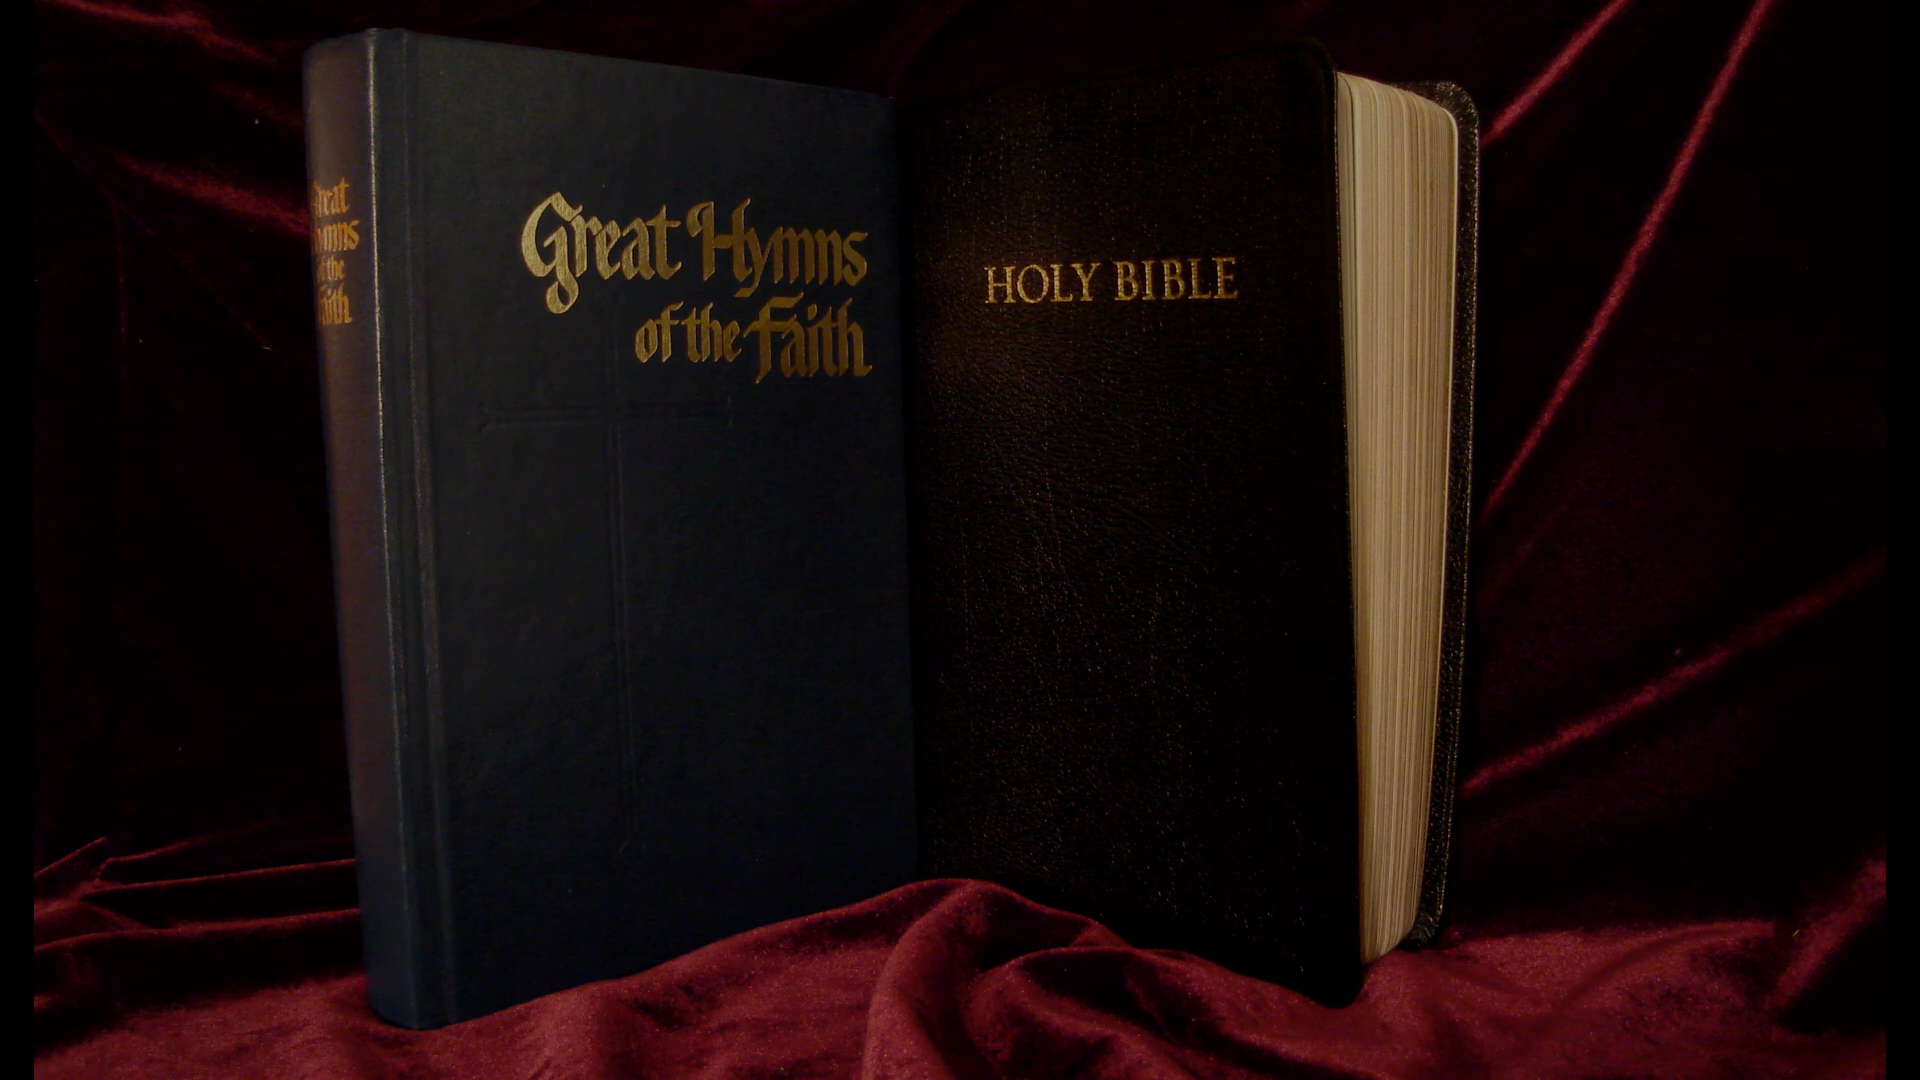 Great
Hymns
of the
Faith
Great Hymns
of the Faith
HOLY BIBLE